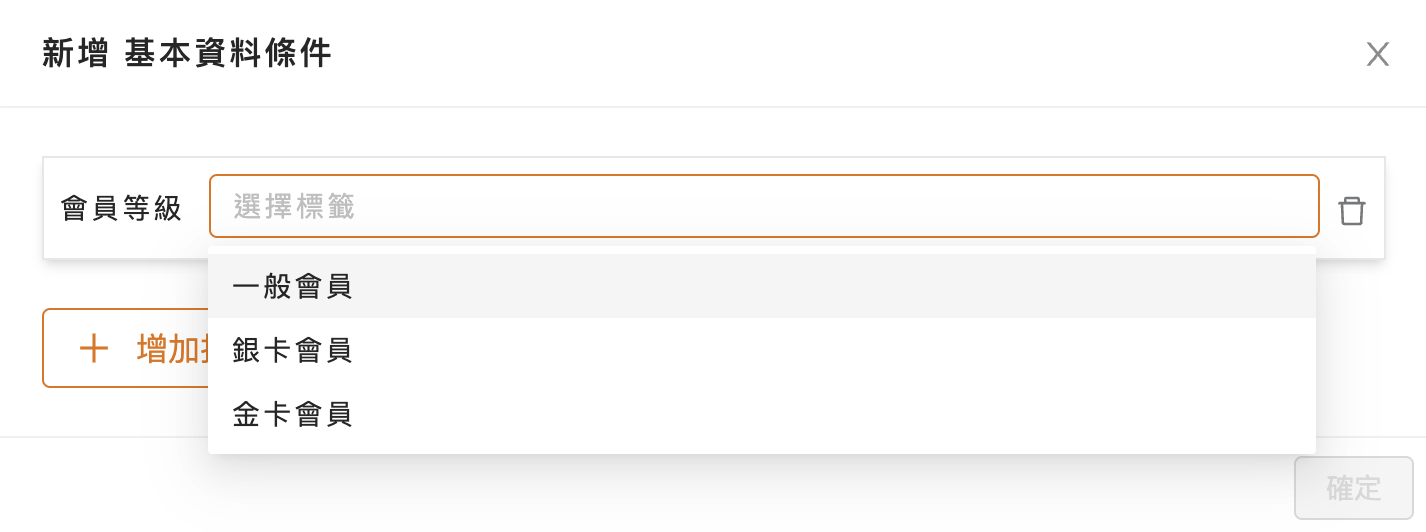 新增 基本資料條件
會員等級
選擇標籤
一般會員
銀卡會員
金卡會員
增加
確定